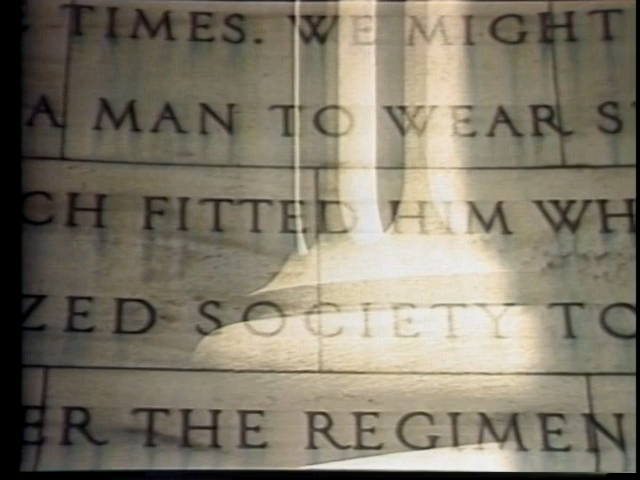 TIMES. WE MIGHT
A MAN TO WEAR S
CH FITTED HIM WH
ZED SOCIETY TO
ER THE REGIMEN